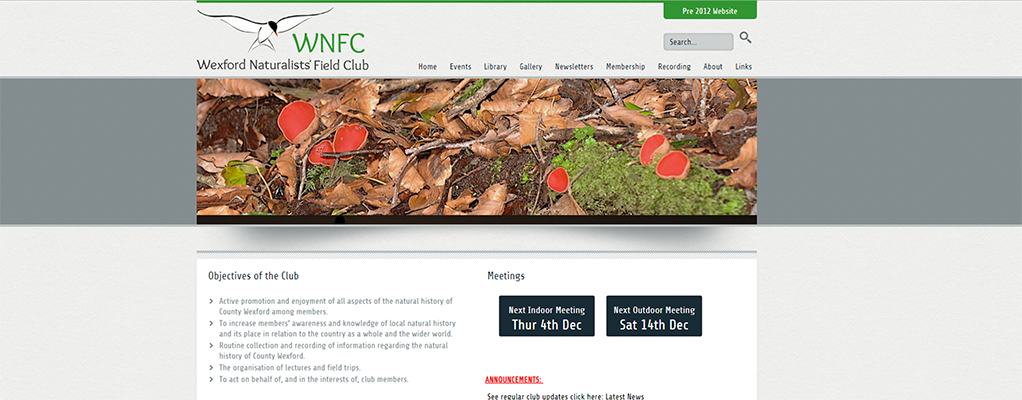 Pre 2012 Website
Search...
WNFC
Wexford Naturalists' Field Club
Home Events Library Gallery Newsletters Membership Recording About Links
Objectives of the Club
Active promotion and enjoyment of all aspects of the natural history of
County Wexford among members.
To increase members' awareness and knowledge of local natural history
and its place in relation to the country as a whole and the wider world.
Routine collection and recording of information regarding the natural
history of County Wexford.
The organisation of lectures and field trips.
To act on behalf of, and in the interests of, club members.
Meetings
Next Indoor Meeting
Thur 4th Dec
Next Outdoor Meeting
Sat 14th Dec
ANNOUNCEMENTS:
See regular club updates click here: Latest News